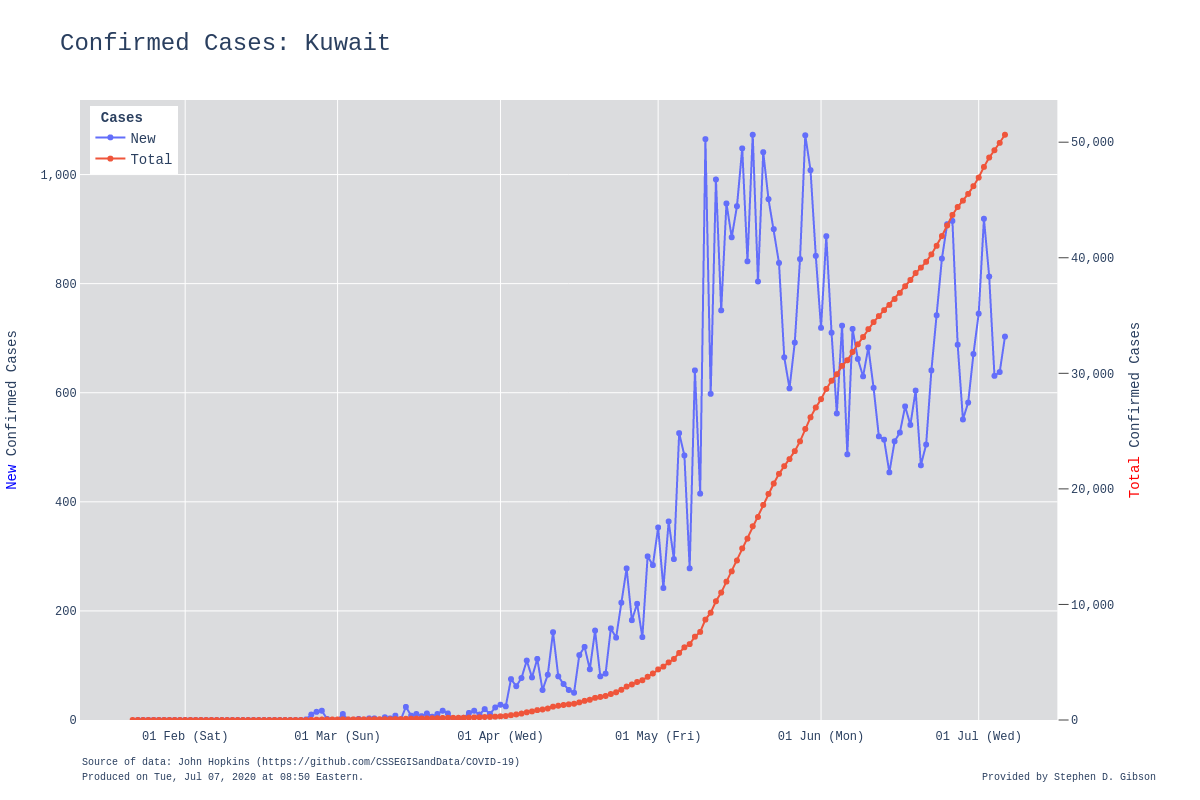 Confirmed Cases: Kuwait
Cases
New
Total
1,000
800
600
400
200
0
New Confirmed Cases
50,000
40,000
30,000
20,000
10,000
0
Total Confirmed Cases
01 Feb (Sat)
01 Mar (Sun)
01 Apr (Wed)
01 May (Fri)
01 Jun (Mon)
01 Jul (Wed)
Source of data: John Hopkins (https://github.com/CSSEGISandData/COVID-19)
Produced on Tue, Jul 07, 2020 at 08:50 Eastern.
Provided by Stephen D. Gibson